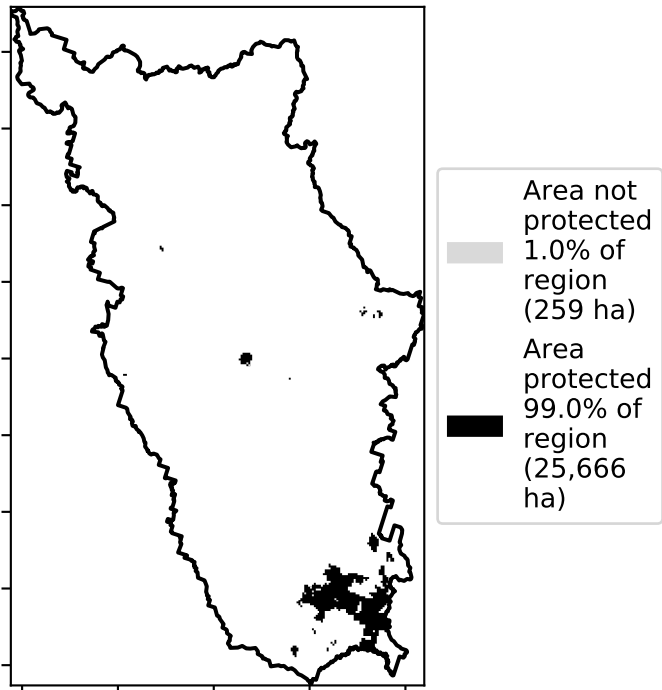 Area not
protected
1.0% of
region
(259 ha)
Area
protected
99.0% of
region
(25,666
ha)